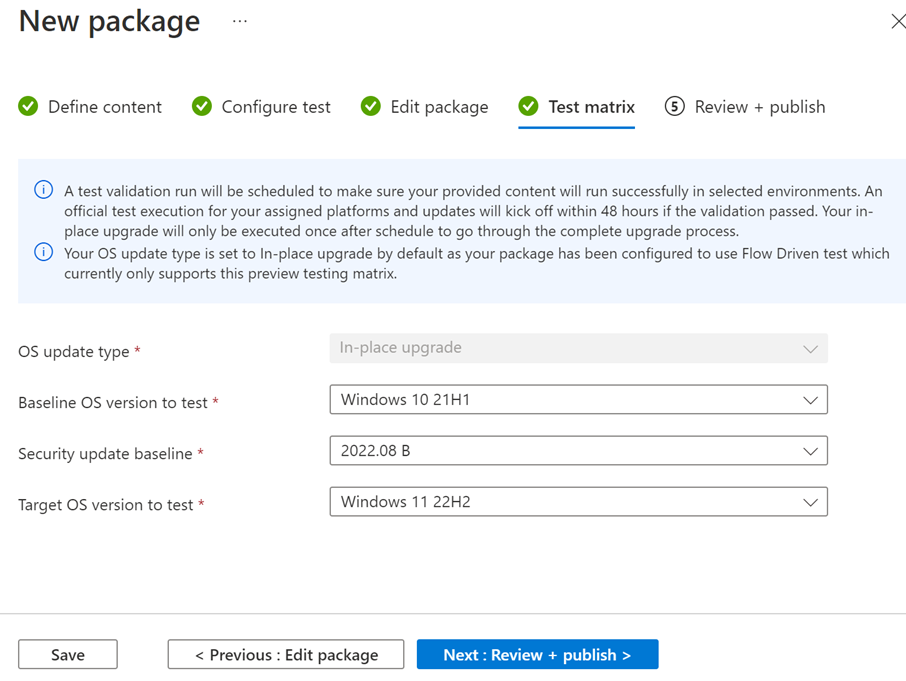 New package ...
Define content Configure test Edit package Test matrix 5 Review + publish
A test validation run will be scheduled to make sure your provided content will run successfully in selected environments. An
official test execution for your assigned platforms and updates will kick off within 48 hours if the validation passed. Your in-
place upgrade will only be executed once after schedule to go through the complete upgrade process.
Your OS update type is set to In-place upgrade by default as your package has been configured to use Flow Driven test which
currently only supports this preview testing matrix.
OS update type * In-place upgrade
Baseline OS version to test * Windows 10 21H1
Security update baseline * 2022.08 B
Target OS version to test * Windows 11 22H2
Save < Previous : Edit package Next : Review + publish >